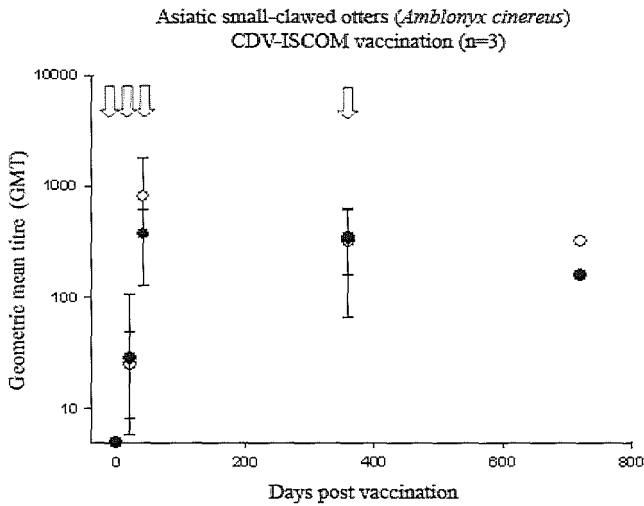 Asiatic small-clawed otters (Amblonyx cinereus)
CDV-ISCOM vaccination (n=3)
Geometric mean titre (GMT)
10000
1000
100
10
0
200
400
600
800
Days post vaccination